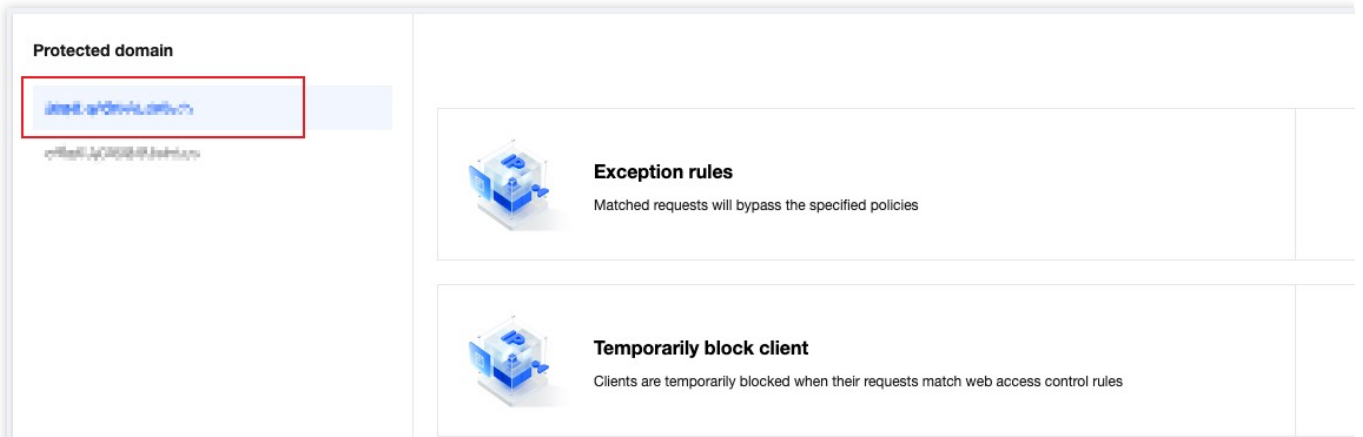 Protected domain
Exception rules
Matched requests will bypass the specified policies
Temporarily block client
Clients are temporarily blocked when their requests match web access control rules